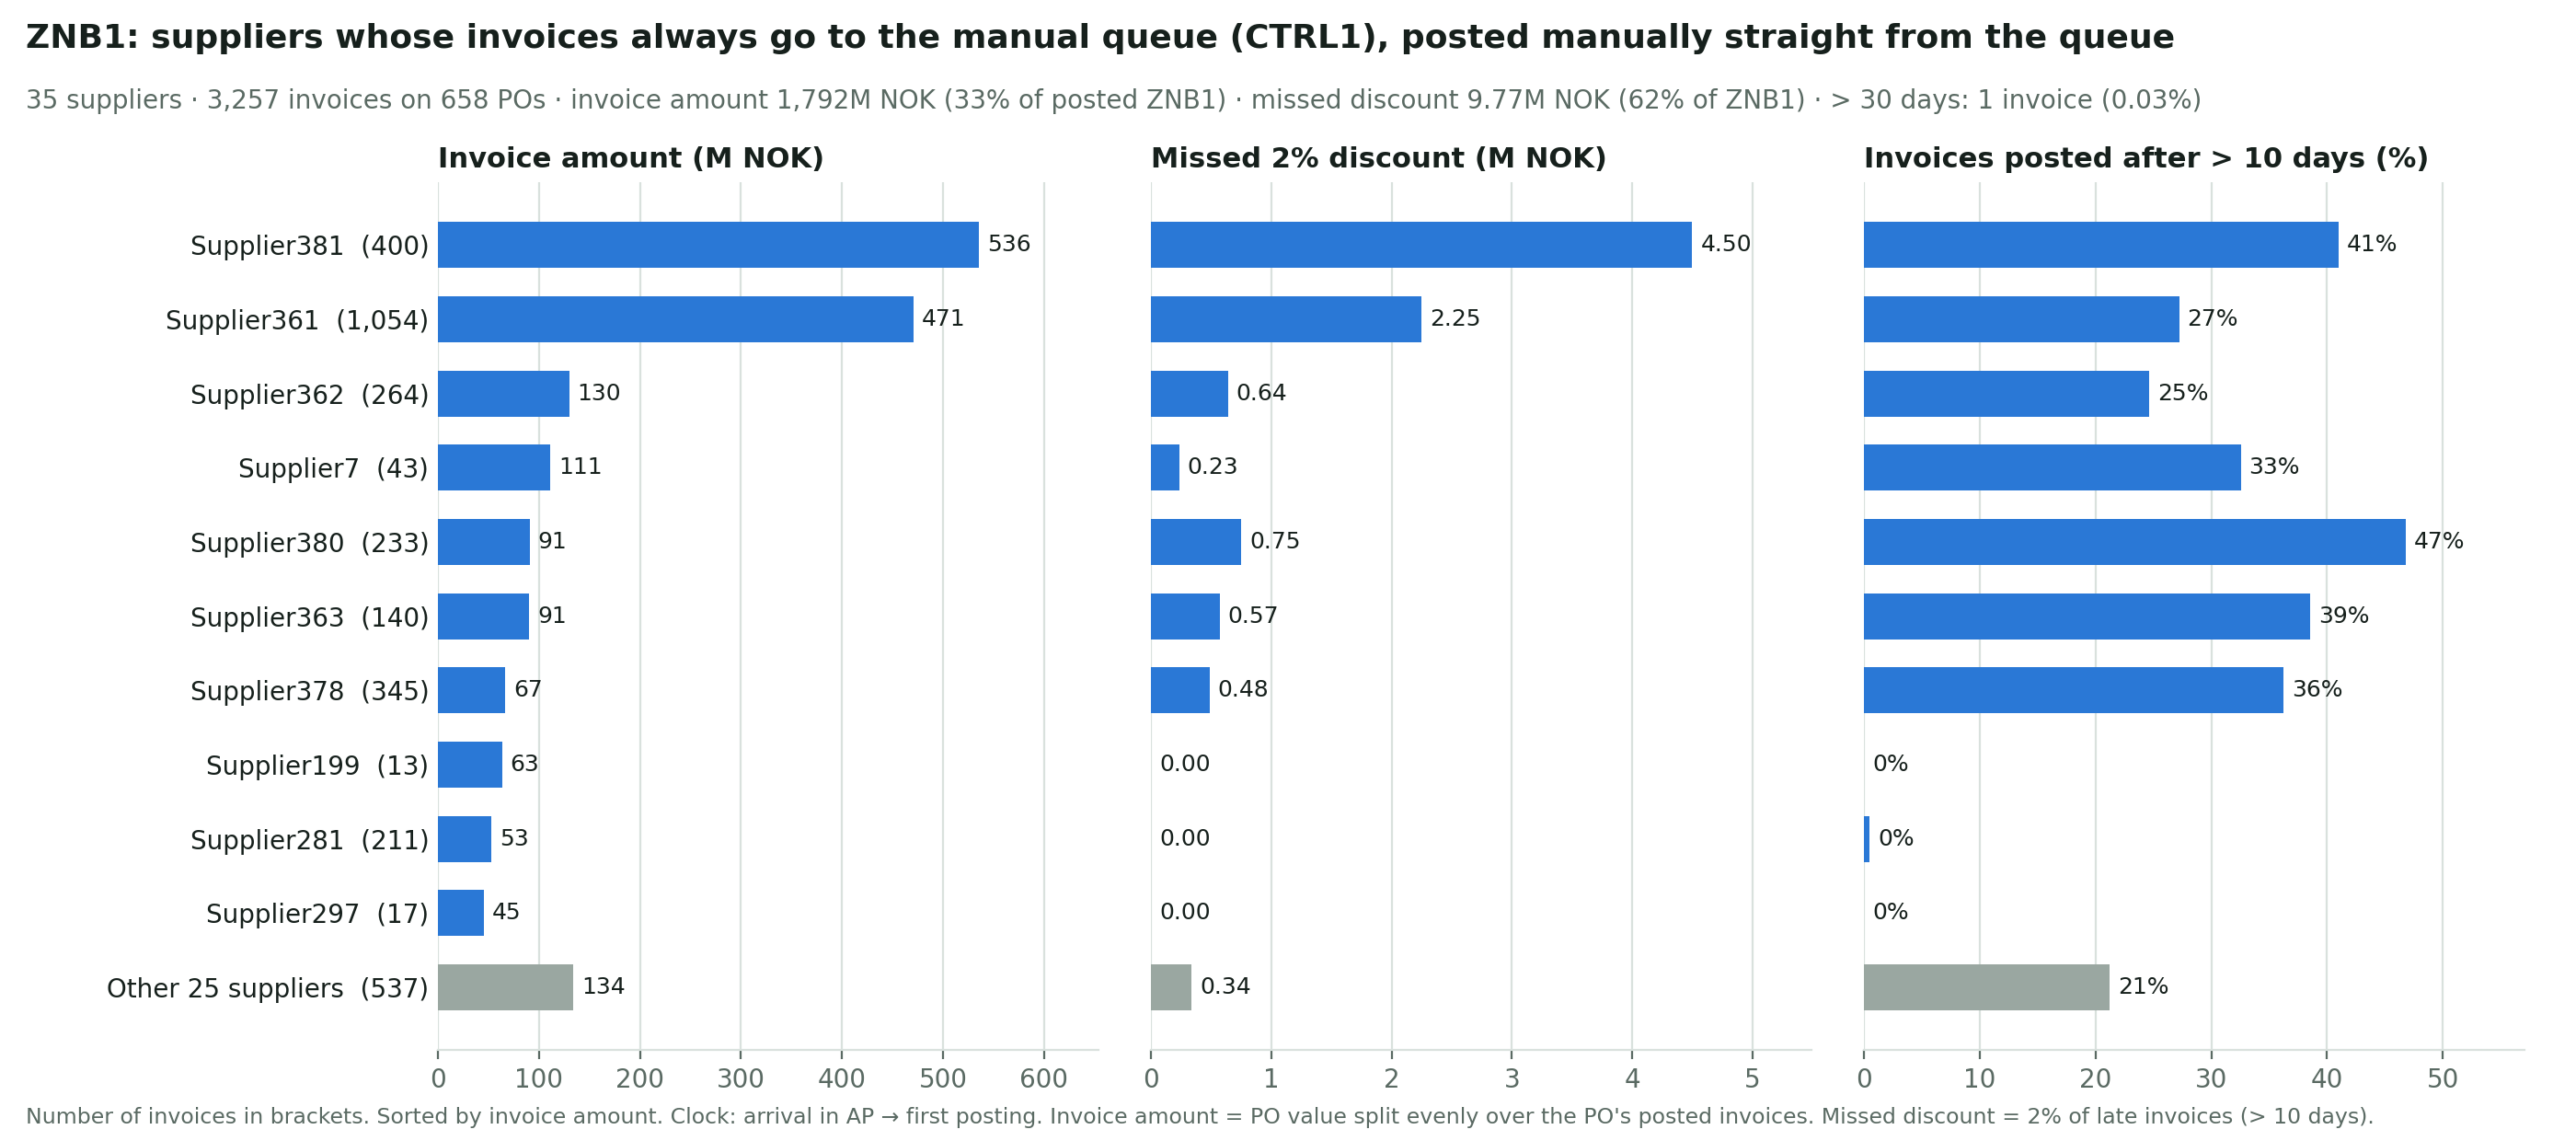 ZNB1: suppliers whose invoices always go to the manual queue (CTRL1), posted manually straight from the queue
35 suppliers · 3,257 invoices on 658 POs · invoice amount 1,792M NOK (33% of posted ZNB1) · missed discount 9.77M NOK (62% of ZNB1) · > 30 days: 1 invoice (0.03%)
Invoice amount (M NOK) Missed 2% discount (M NOK) Invoices posted after > 10 days (%)
Supplier381 (400) 536 4.50 41%
Supplier361 (1,054) 471 2.25 27%
Supplier362 (264) 130 0.64 25%
Supplier7 (43) 111 0.23 33%
Supplier380 (233) 91 0.75 47%
Supplier363 (140) 91 0.57 39%
Supplier378 (345) 67 0.48 36%
Supplier199 (13) 63 0.00 0%
Supplier281 (211) 53 0.00 0%
Supplier297 (17) 45 0.00 0%
Other 25 suppliers (537) 134 0.34 21%
0 100 200 300 400 500 600 0 1 2 3 4 5 0 10 20 30 40 50
Number of invoices in brackets. Sorted by invoice amount. Clock: arrival in AP → first posting. Invoice amount = PO value split evenly over the PO's posted invoices. Missed discount = 2% of late invoices (> 10 days).